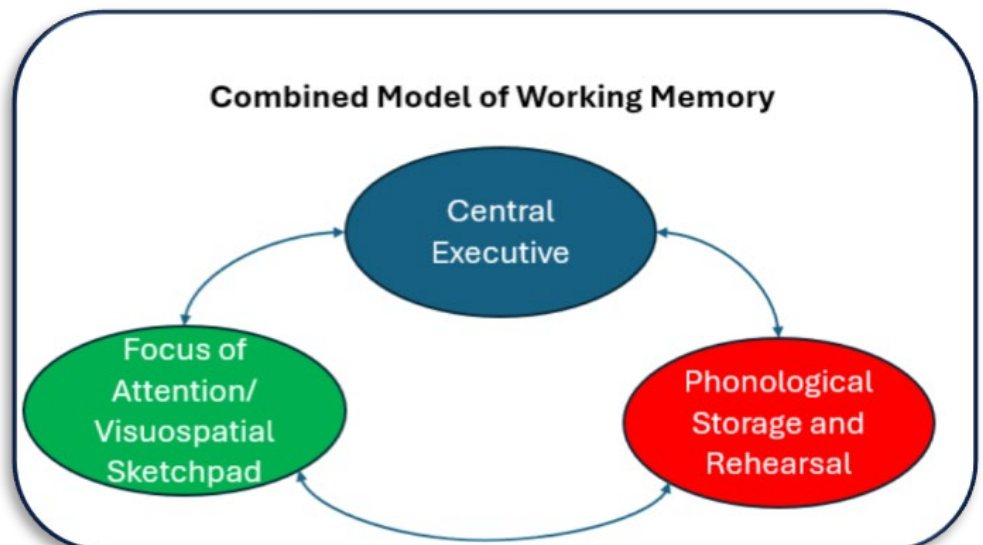 Combined Model of Working Memory
Central
Executive
Focus of
Attention/
Visuospatial
Sketchpad
Phonological
Storage and
Rehearsal